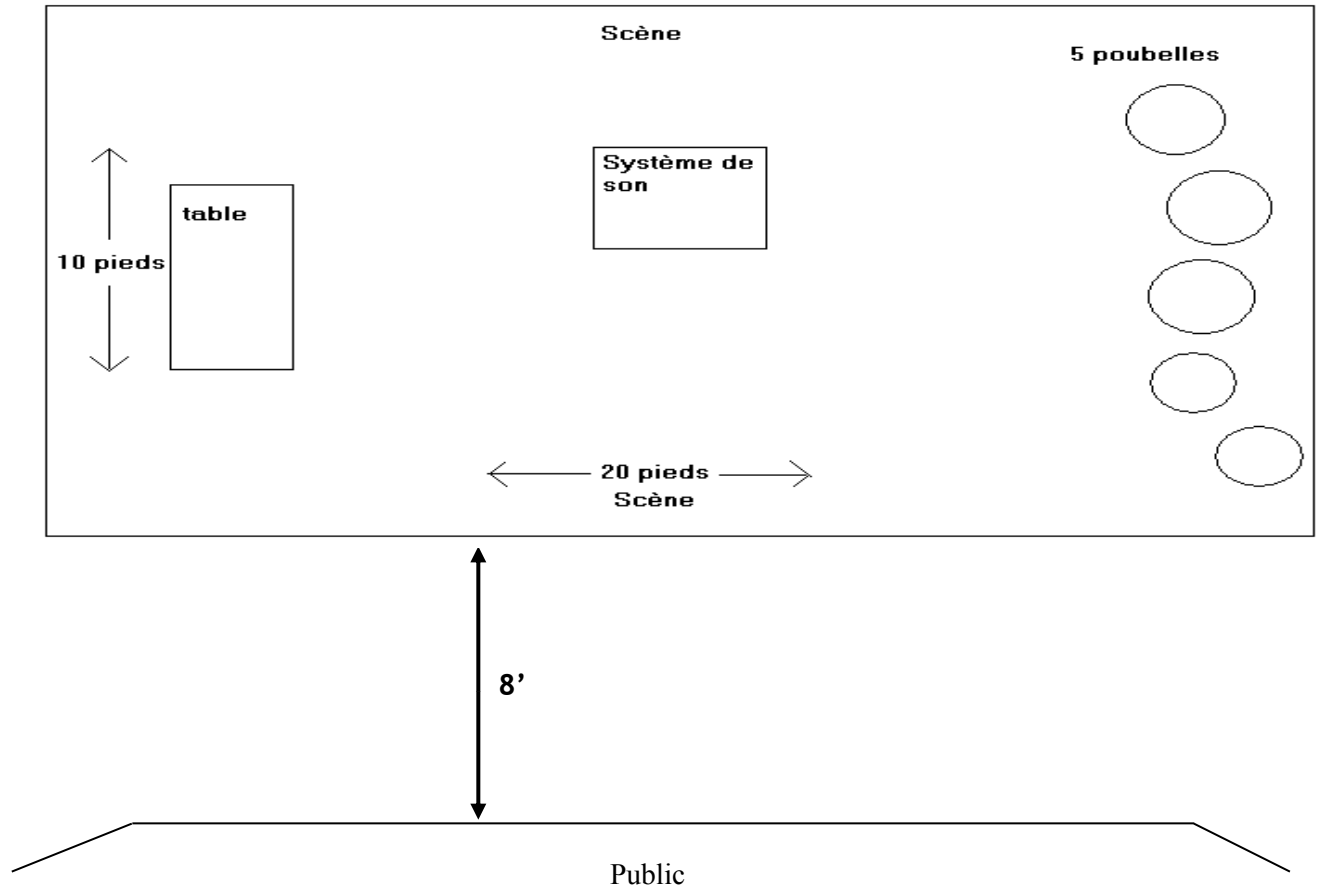 Scène
5 poubelles
Système de
son
table
10 pieds
20 pieds
Scène
8’
Public